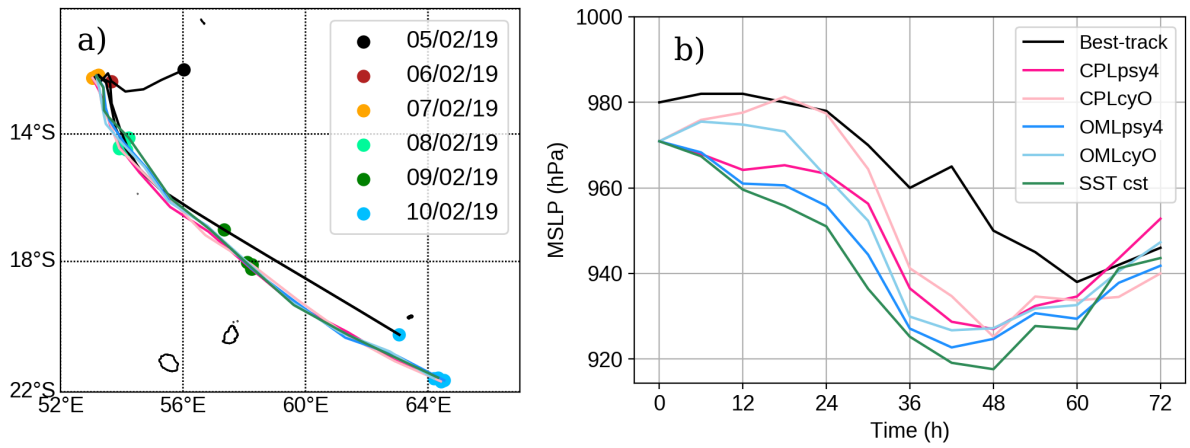 a)
05/02/19
06/02/19
07/02/19
08/02/19
09/02/19
10/02/19
14°S
18°S
22°S
52°E
56°E
60°E
64°E
b)
Best-track
CPLpsy4
CPLcyO
OMLpsy4
OMLcyO
SST cst
1000
980
960
940
920
MSLP (hPa)
0
12
24
36
48
60
72
Time (h)